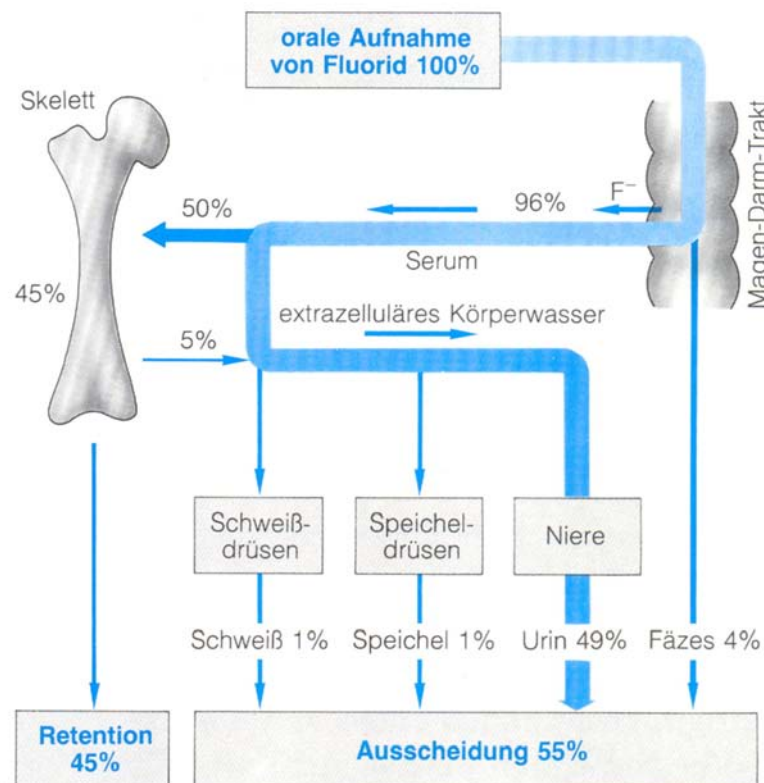 orale Aufnahme
von Fluorid 100%
Skelett
Magen-Darm-Trakt
F⁻
96%
50%
Serum
45%
extrazelluläres Körperwasser
5%
Schweiß-
drüsen
Speichel-
drüsen
Niere
Schweiß 1%
Speichel 1%
Urin 49%
Fäzes 4%
Retention
45%
Ausscheidung 55%